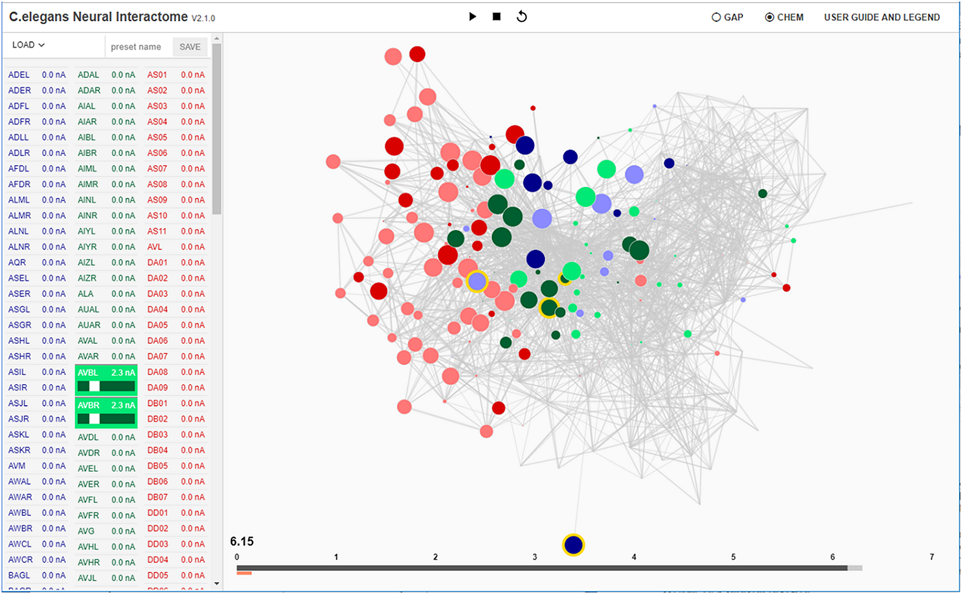 C.elegans Neural Interactome V2.1.0
GAP CHEM USER GUIDE AND LEGEND
LOAD preset name SAVE
ADEL 0.0 nA ADAL 0.0 nA AS01 0.0 nA
ADER 0.0 nA ADAR 0.0 nA AS02 0.0 nA
ADFL 0.0 nA AIAL 0.0 nA AS03 0.0 nA
ADFR 0.0 nA AIAR 0.0 nA AS04 0.0 nA
ADLL 0.0 nA AIBL 0.0 nA AS05 0.0 nA
ADLR 0.0 nA AIBR 0.0 nA AS06 0.0 nA
AFDL 0.0 nA AIML 0.0 nA AS07 0.0 nA
AFDR 0.0 nA AIMR 0.0 nA AS08 0.0 nA
ALML 0.0 nA AINL 0.0 nA AS09 0.0 nA
ALMR 0.0 nA AINR 0.0 nA AS10 0.0 nA
ALNL 0.0 nA AIYL 0.0 nA AS11 0.0 nA
ALNR 0.0 nA AIYR 0.0 nA AVL 0.0 nA
AQR 0.0 nA AIZL 0.0 nA DA01 0.0 nA
ASEL 0.0 nA AIZR 0.0 nA DA02 0.0 nA
ASER 0.0 nA ALA 0.0 nA DA03 0.0 nA
ASGL 0.0 nA AUAL 0.0 nA DA04 0.0 nA
ASGR 0.0 nA AUAR 0.0 nA DA05 0.0 nA
ASHL 0.0 nA AVAL 0.0 nA DA06 0.0 nA
ASHR 0.0 nA AVAR 0.0 nA DA07 0.0 nA
ASIL 0.0 nA AVBL 2.3 nA DA08 0.0 nA
ASIR 0.0 nA DA09 0.0 nA
ASJL 0.0 nA AVBR 2.3 nA DB01 0.0 nA
ASJR 0.0 nA DB02 0.0 nA
ASKL 0.0 nA AVDL 0.0 nA DB03 0.0 nA
ASKR 0.0 nA AVDR 0.0 nA DB04 0.0 nA
AVM 0.0 nA AVEL 0.0 nA DB05 0.0 nA
AWAL 0.0 nA AVER 0.0 nA DB06 0.0 nA
AWAR 0.0 nA AVFL 0.0 nA DB07 0.0 nA
AWBL 0.0 nA AVFR 0.0 nA DD01 0.0 nA
AWBR 0.0 nA AVG 0.0 nA DD02 0.0 nA
AWCL 0.0 nA AVHL 0.0 nA DD03 0.0 nA
AWCR 0.0 nA AVHR 0.0 nA DD04 0.0 nA
BAGL 0.0 nA AVJL 0.0 nA DD05 0.0 nA
6.15
0 1 2 3 4 5 6 7